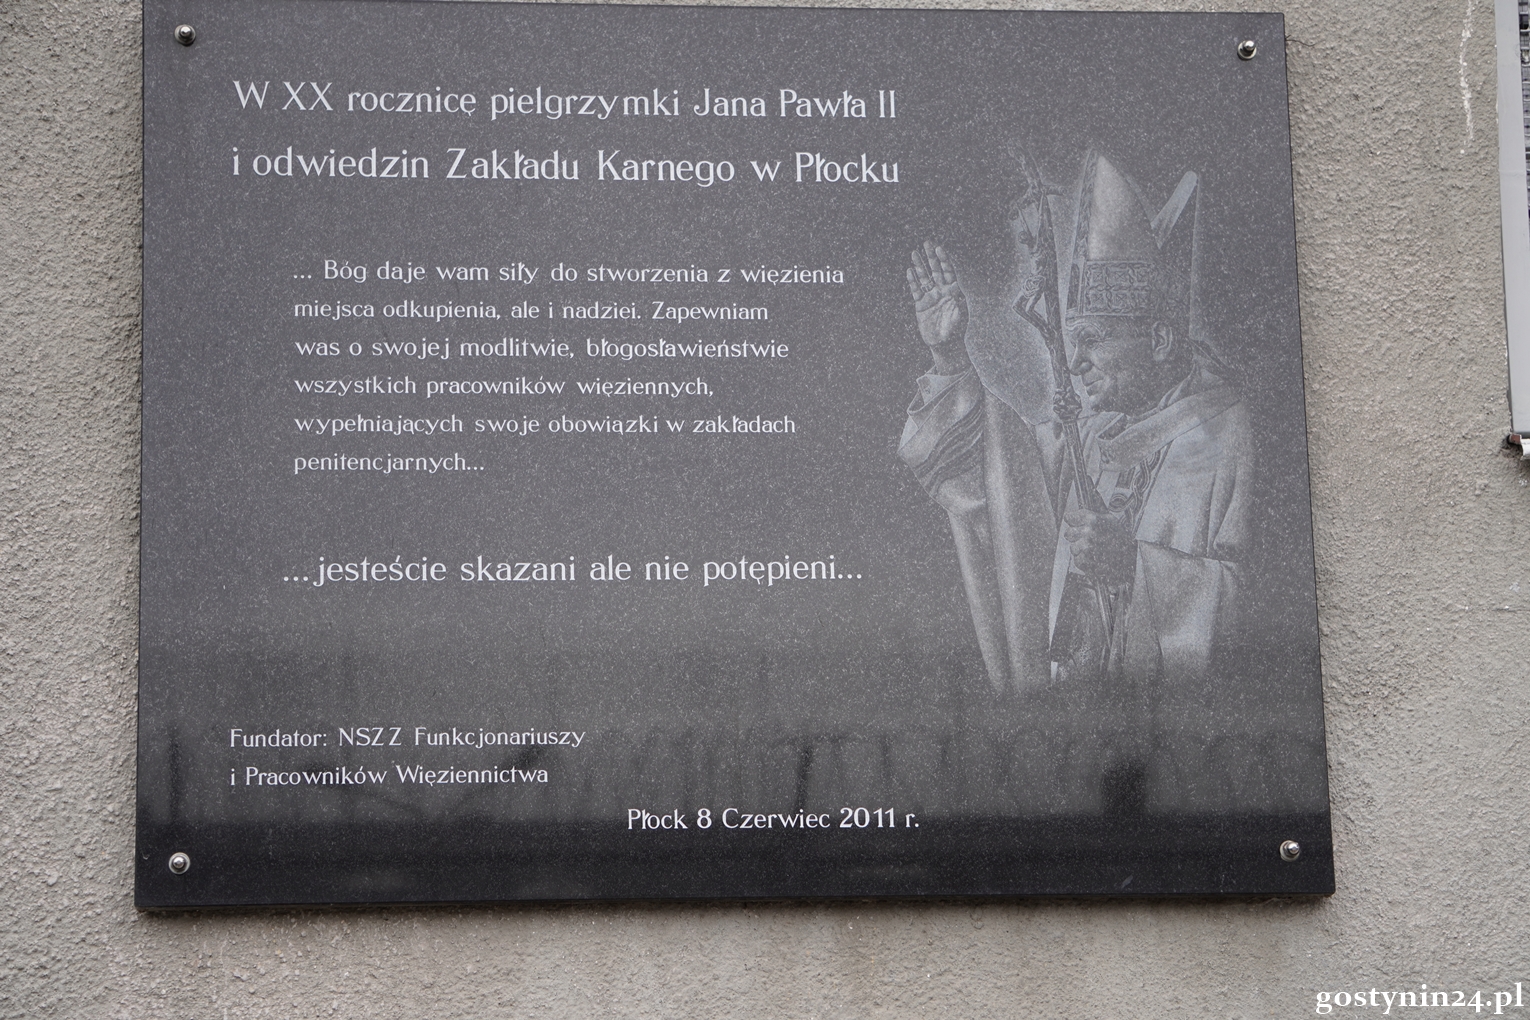 W XX rocznicę pielgrzymki Jana Pawła II
i odwiedzin Zakładu Karnego w Płocku
... Bóg daje wam siły do stworzenia z więzienia
miejsca odkupienia, ale i nadziei. Zapewniam
was o swojej modlitwie, błogosławieństwie
wszystkich pracowników więziennych,
wypełniających swoje obowiązki w zakładach
penitencjarnych...
...jesteście skazani ale nie potępieni...
Fundator: NSZZ Funkcjonariuszy
i Pracowników Więziennictwa
Płock 8 Czerwiec 2011 r.
gostynin24.pl